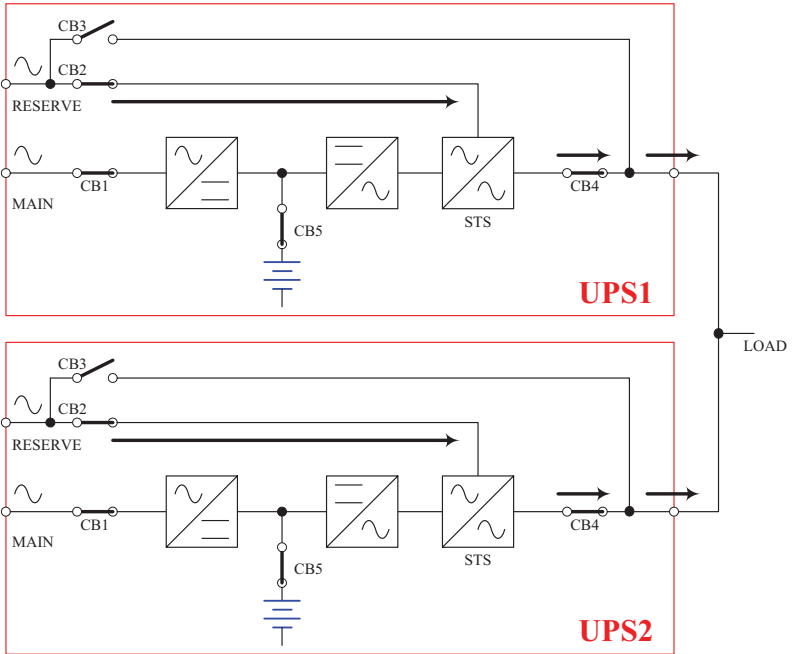 CB3
CB2
RESERVE
MAIN
CB1
CB5
STS
CB4
UPS1
LOAD
CB3
CB2
RESERVE
MAIN
CB1
CB5
STS
CB4
UPS2